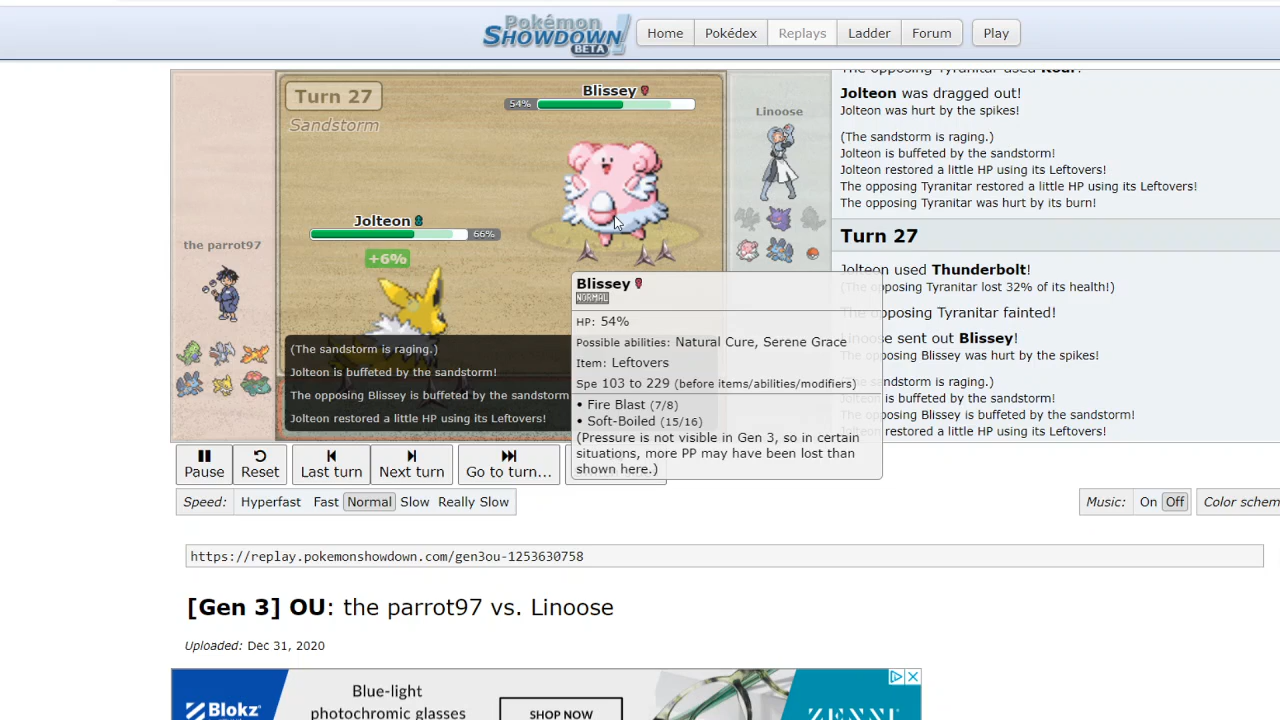 Pokémon
SHOWDOWN!
BETA
Home
Pokédex
Replays
Ladder
Forum
Play
Turn 27
Sandstorm
Blissey
54%
Jolteon
66%
+6%
the parrot97
Linoose
(The sandstorm is raging.)
Jolteon is buffeted by the sandstorm!
The opposing Blissey is buffeted by the sandstorm
Jolteon restored a little HP using its Leftovers!
Blissey
NORMAL
HP: 54%
Possible abilities: Natural Cure, Serene Grace
Item: Leftovers
Spe 103 to 229 (before items/abilities/modifiers)
• Fire Blast (7/8)
• Soft-Boiled (15/16)
(Pressure is not visible in Gen 3, so in certain
situations, more PP may have been lost than
shown here.)
The opposing Tyranitar used Roar!
Jolteon was dragged out!
Jolteon was hurt by the spikes!
(The sandstorm is raging.)
Jolteon is buffeted by the sandstorm!
Jolteon restored a little HP using its Leftovers!
The opposing Tyranitar restored a little HP using its Leftovers!
The opposing Tyranitar was hurt by its burn!
Turn 27
Jolteon used Thunderbolt!
(The opposing Tyranitar lost 32% of its health!)
The opposing Tyranitar fainted!
Linoose sent out Blissey!
The opposing Blissey was hurt by the spikes!
sandstorm is raging.)
is buffeted by the sandstorm!
The opposing Blissey is buffeted by the sandstorm!
restored a little HP using its Leftovers!
Pause
Reset
Last turn
Next turn
Go to turn...
Speed: Hyperfast Fast Normal Slow Really Slow
Music: On Off
Color schem
https://replay.pokemonshowdown.com/gen3ou-1253630758
[Gen 3] OU: the parrot97 vs. Linoose
Uploaded: Dec 31, 2020
Blokz
Blue-light
photochromic glasses
SHOP NOW
ZENNI